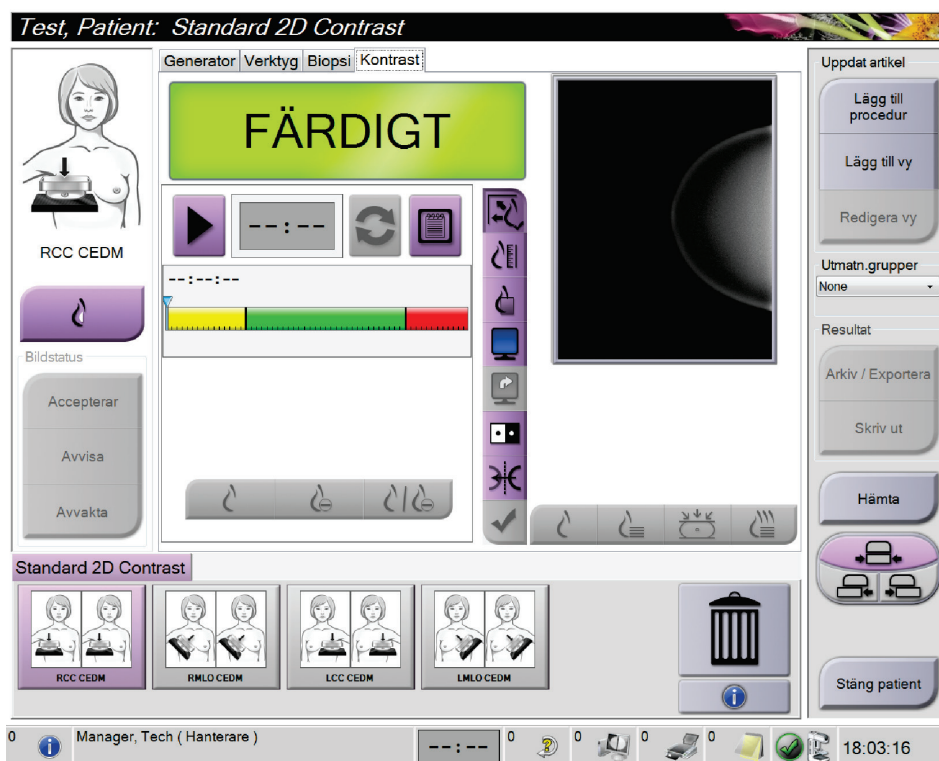 Test, Patient: Standard 2D Contrast
Generator Verktyg Biopsi Kontrast
FÄRDIGT
--:--
--:--:--
RCC CEDM
Bildstatus
Accepterar
Avvisa
Avvakta
Uppdat artikel
Lägg till
procedur
Lägg till vy
Redigera vy
Utmatn.grupper
None
Resultat
Arkiv / Exportera
Skriv ut
Hämta
Stäng patient
Standard 2D Contrast
RCC CEDM
RMLO CEDM
LCC CEDM
LMLO CEDM
0 Manager, Tech ( Hanterare ) --:-- 0 0 0 0 18:03:16